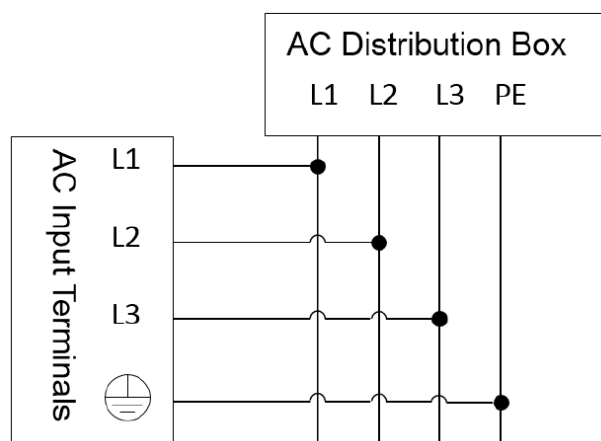 AC Distribution Box
L1 L2 L3 PE
AC Input Terminals
L1
L2
L3